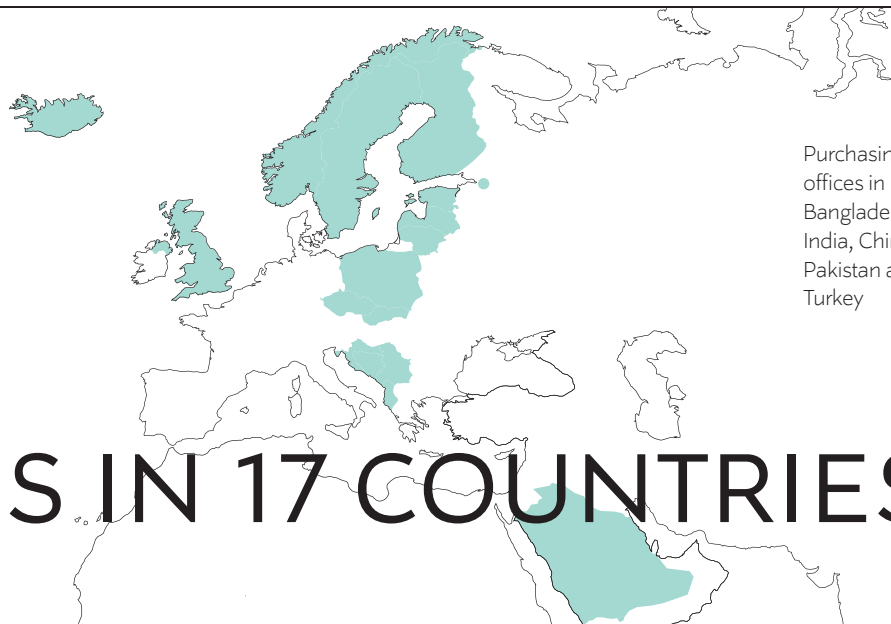 Purchasin
offices in
Banglade
India, Chi
Pakistan a
Turkey
S IN 17 COUNTRIES